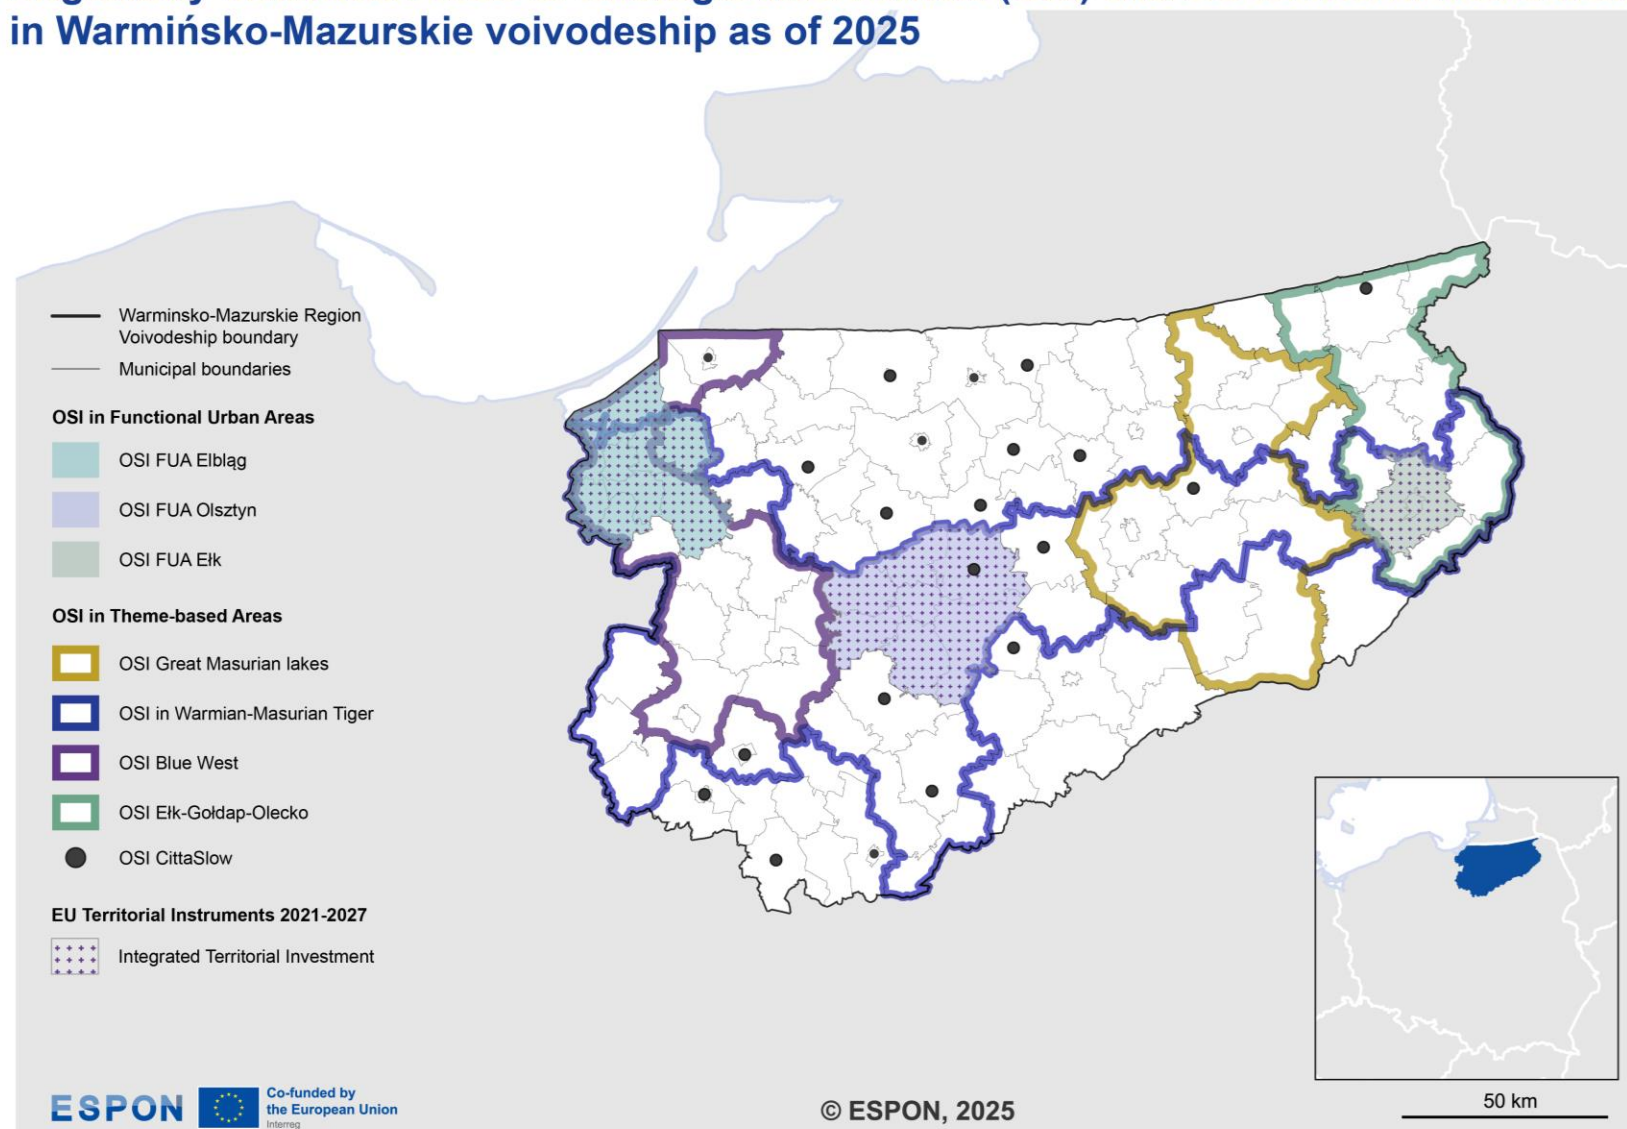 in Warmińsko-Mazurskie voivodeship as of 2025
Warminsko-Mazurskie Region
Voivodeship boundary
Municipal boundaries
OSI in Functional Urban Areas
OSI FUA Elbląg
OSI FUA Olsztyn
OSI FUA Ełk
OSI in Theme-based Areas
OSI Great Masurian lakes
OSI in Warmian-Masurian Tiger
OSI Blue West
OSI Ełk-Gołdap-Olecko
OSI CittaSlow
EU Territorial Instruments 2021-2027
Integrated Territorial Investment
ESPON
Co-funded by
the European Union
Interreg
© ESPON, 2025
50 km